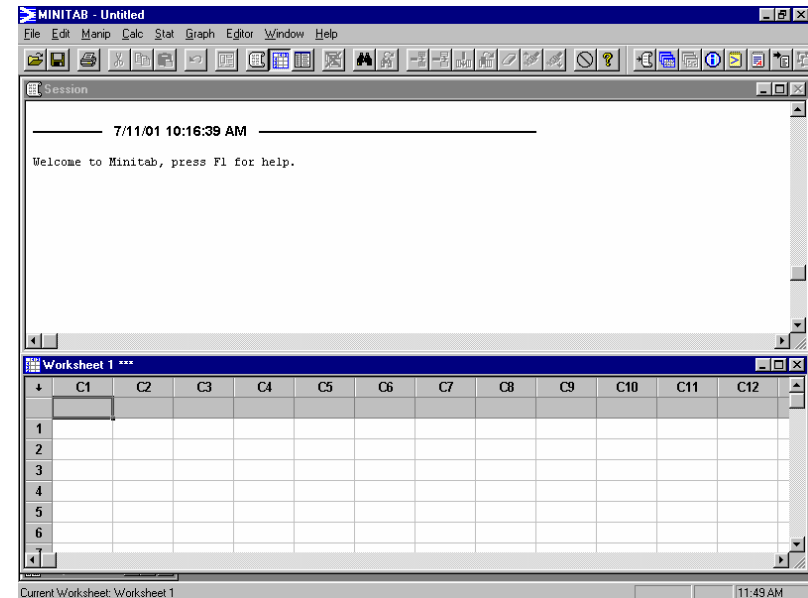 MINITAB - Untitled
File Edit Manip Calc Stat Graph Editor Window Help
Session
7/11/01 10:16:39 AM
Welcome to Minitab, press F1 for help.
Worksheet 1 ***
C1 C2 C3 C4 C5 C6 C7 C8 C9 C10 C11 C12
1
2
3
4
5
6
7
Current Worksheet: Worksheet 1 11:49 AM